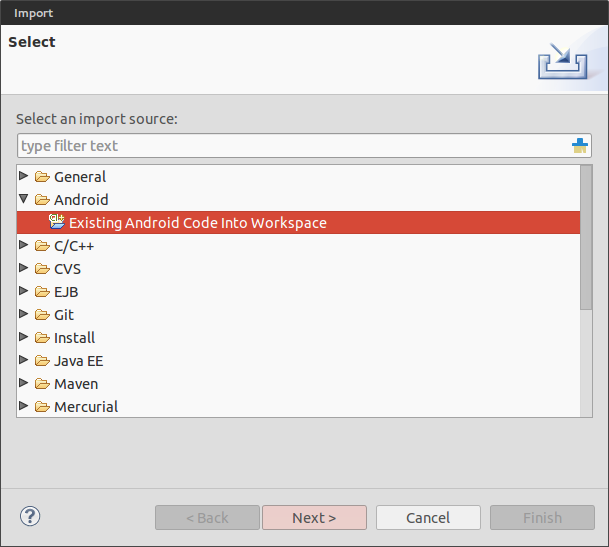 Import
Select
Select an import source:
type filter text
General
Android
Existing Android Code Into Workspace
C/C++
CVS
EJB
Git
Install
Java EE
Maven
Mercurial
?
< Back
Next >
Cancel
Finish